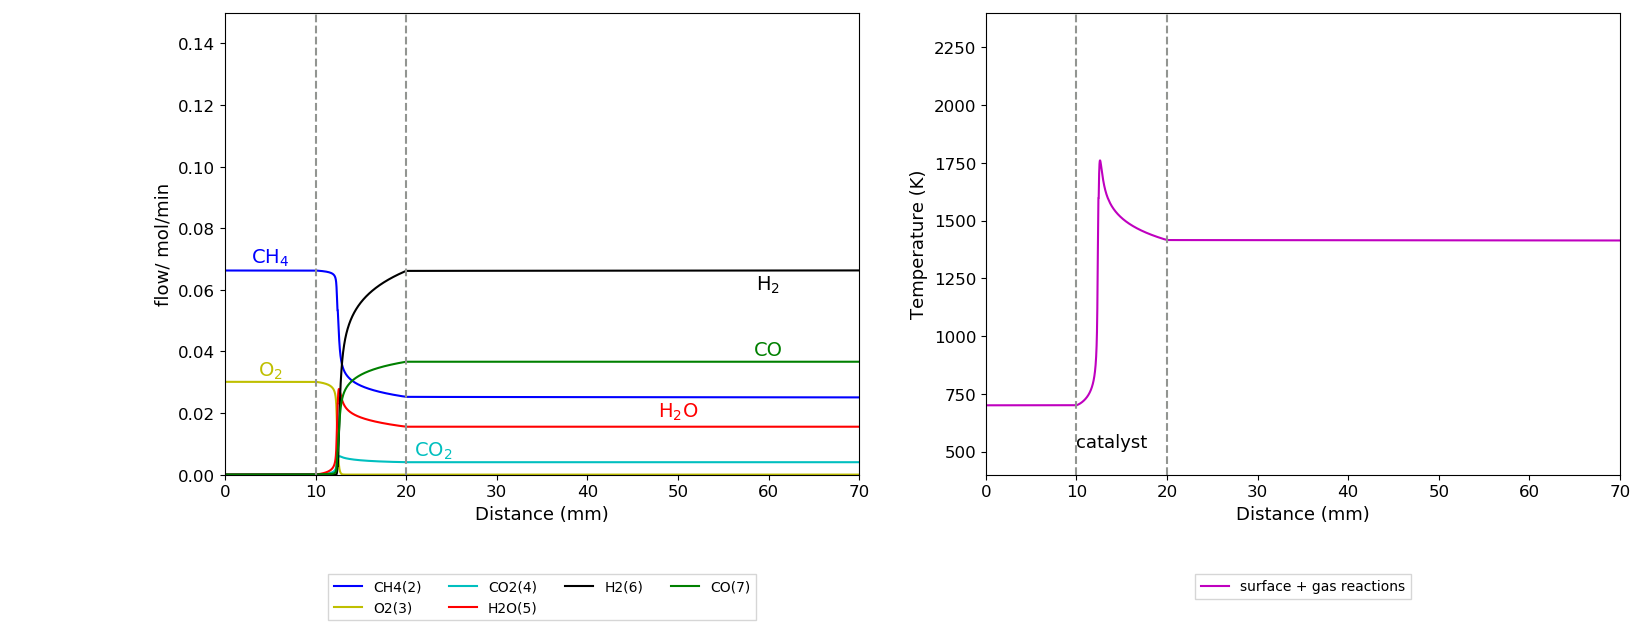 0.14
0.12
0.10
0.08
0.06
0.04
0.02
0.00
flow/ mol/min
CH₄
O₂
H₂
CO
H₂O
CO₂
0 10 20 30 40 50 60 70
Distance (mm)
CH4(2) CO2(4) H2(6) CO(7)
O2(3) H2O(5)
2250
2000
1750
1500
1250
1000
750
500
Temperature (K)
catalyst
0 10 20 30 40 50 60 70
Distance (mm)
surface + gas reactions